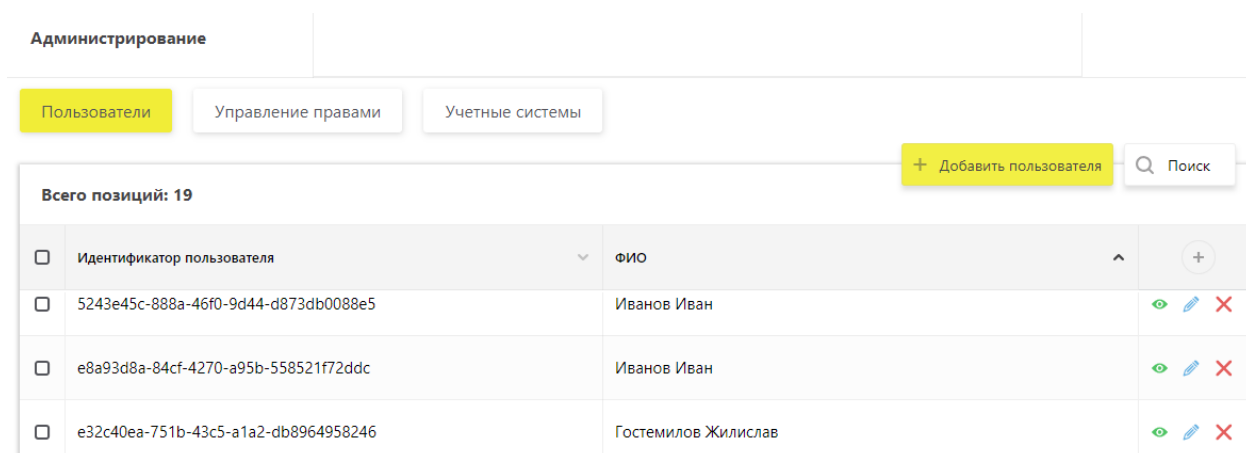 Администрирование
Пользователи Управление правами Учетные системы
+ Добавить пользователя Поиск
Всего позиций: 19
Идентификатор пользователя ФИО +
5243e45c-888a-46f0-9d44-d873db0088e5 Иванов Иван
e8a93d8a-84cf-4270-a95b-558521f72ddc Иванов Иван
e32c40ea-751b-43c5-a1a2-db8964958246 Гостемилов Жилислав